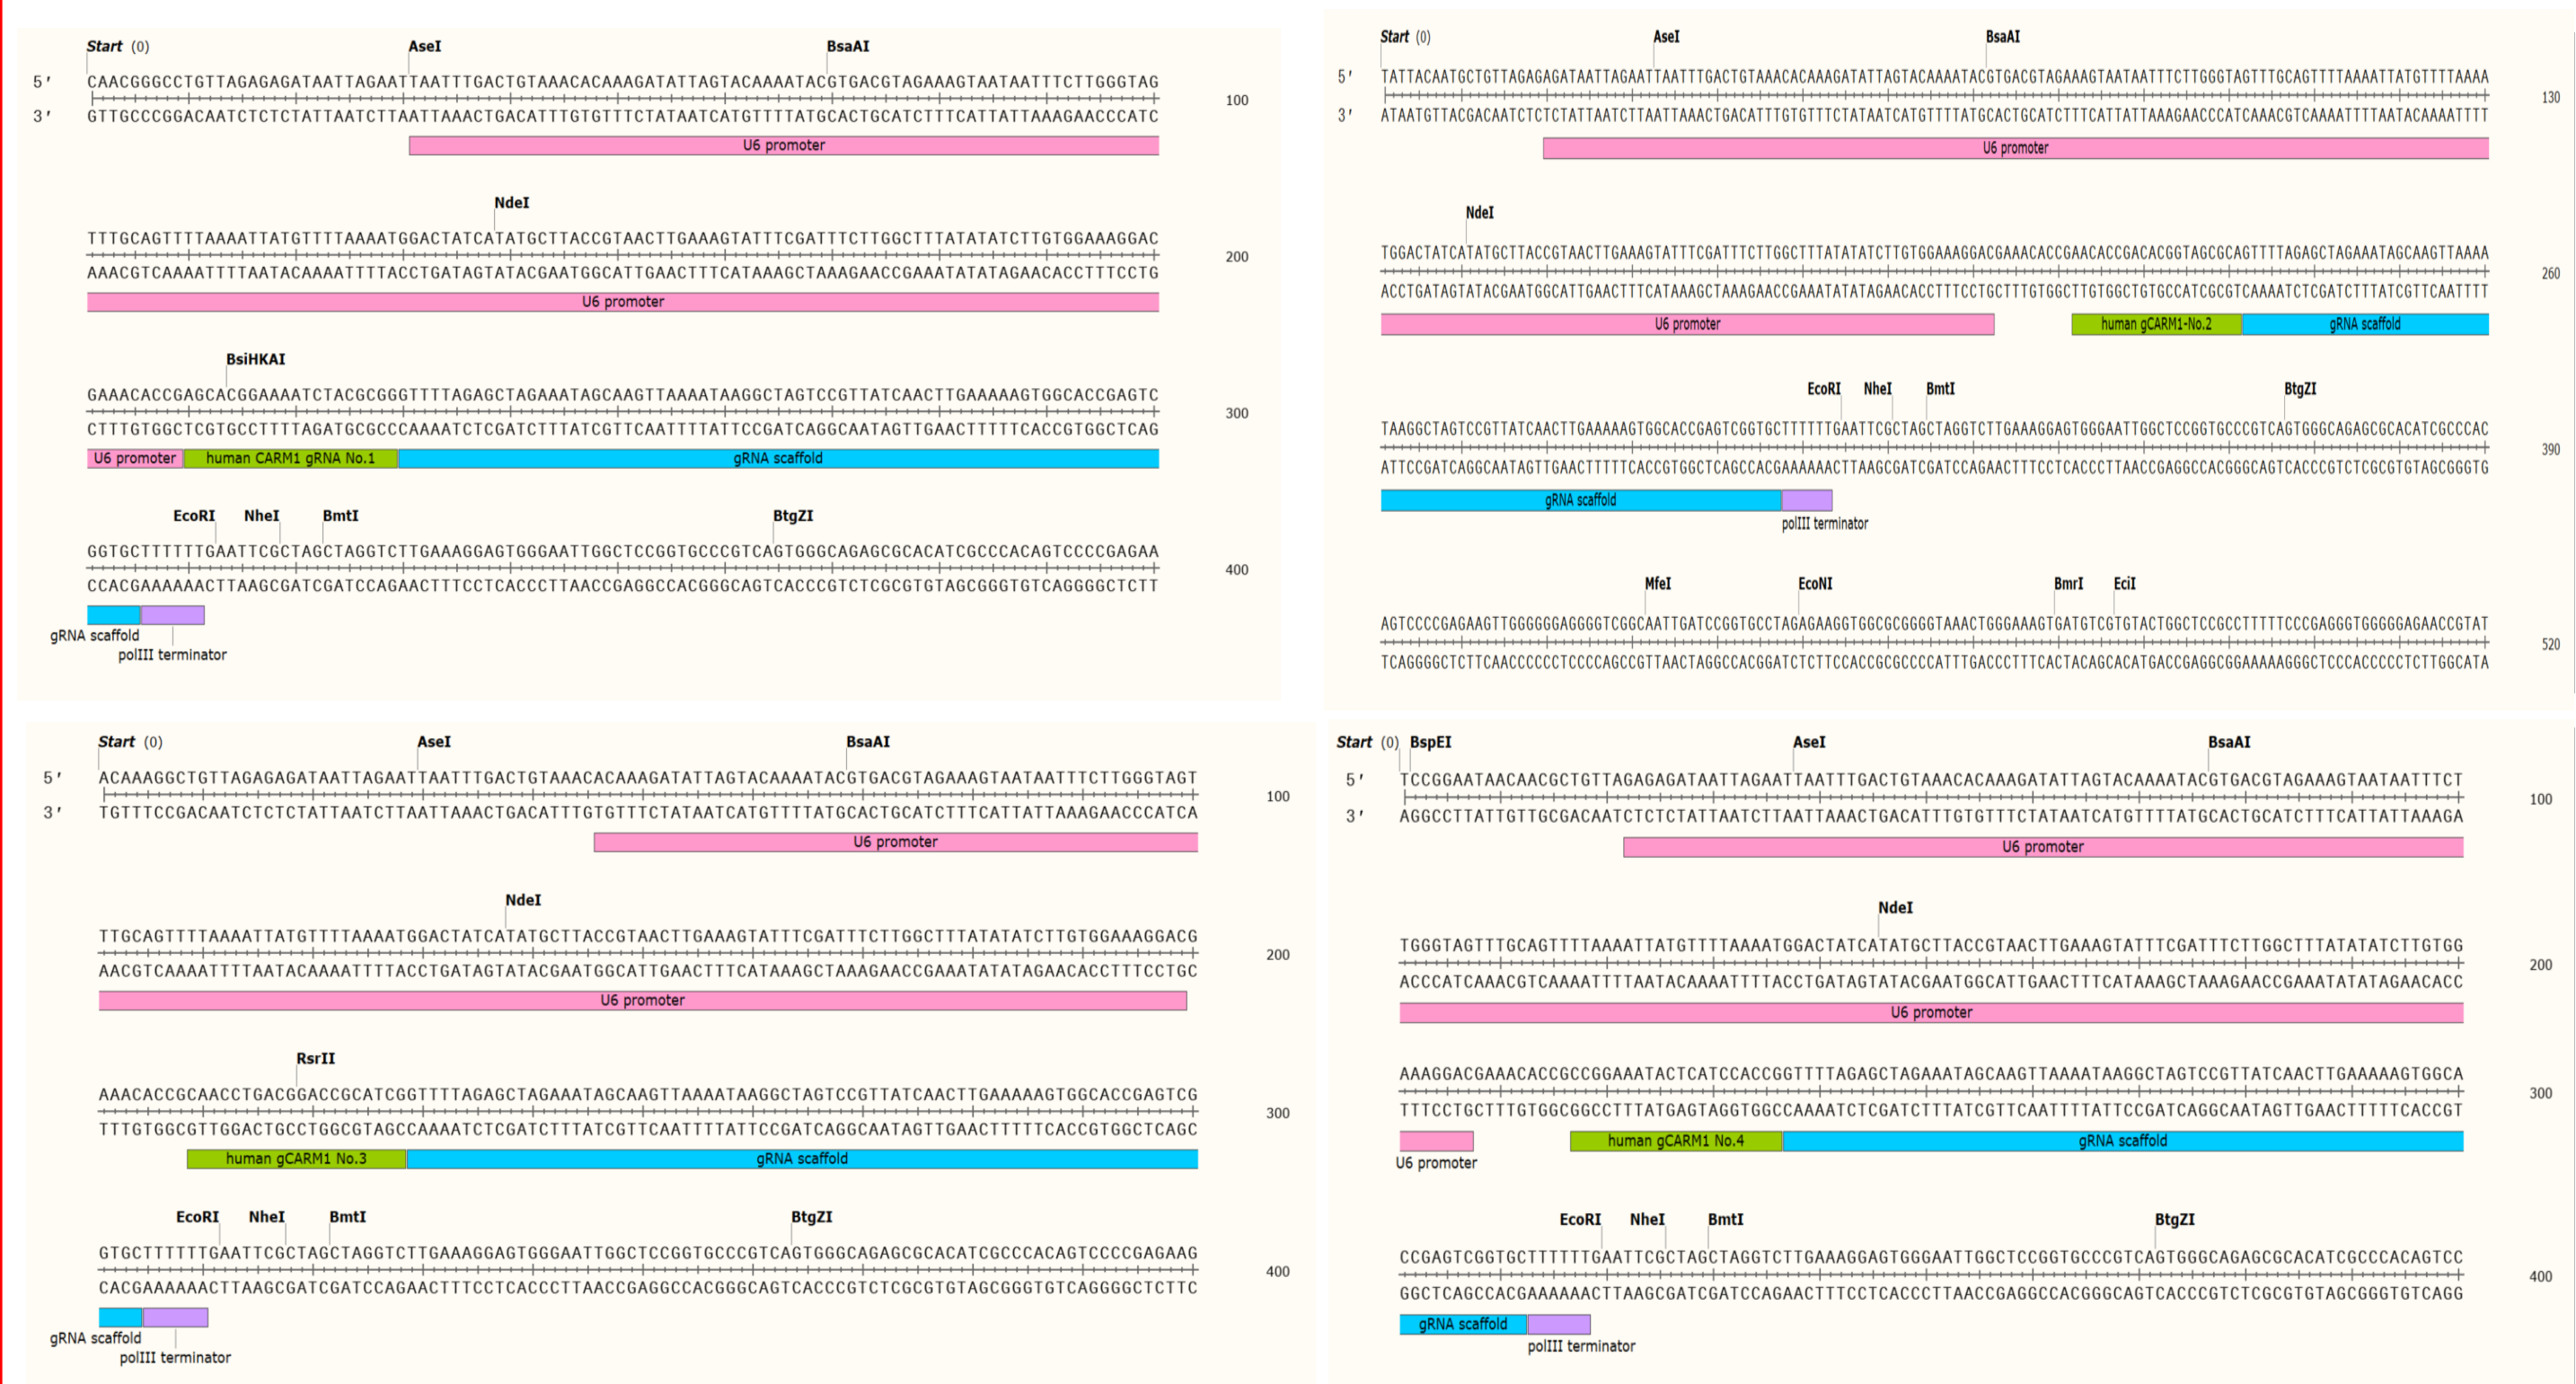 Start (0) AseI BsaAI
5' CAACGGGCCTGTTAGAGAGATAATTAGAATTAATTTGACTGTAAACACAAAGATATTAGTACAAAATACGTGACGTAGAAAGTAATAATTTCTTGGGTAG
100
3' GTTGCCCGGACAATCTCTCTATTAATCTTAATTAAACTGACATTTGTGTTTCTATAATCATGTTTTATGCACTGCATCTTTCATTATTAAAGAACCCATC
U6 promoter
NdeI
TTTGCAGTTTTAAAATTATGTTTTAAAATGGACTATCATATGCTTACCGTAACTTGAAAGTATTTCGATTTCTTGGCTTTATATATCTTGTGGAAAGGAC
200
AAACGTCAAAATTTTAATACAAAATTTTACCTGATAGTATACGAATGGCATTGAACTTTCATAAAGCTAAAGAACCGAAATATATAGAACACCTTTCCTG
U6 promoter
BsiHKAI
GAAACACCGAGCACGGAAAATCTACGCGGGTTTTAGAGCTAGAAATAGCAAGTTAAAATAAGGCTAGTCCGTTATCAACTTGAAAAAGTGGCACCGAGTC
300
CTTTGTGGCTCGTGCCTTTTAGATGCGCCCAAAATCTCGATCTTTATCGTTCAATTTTATTCCGATCAGGCAATAGTTGAACTTTTTCACCGTGGCTCAG
U6 promoter human CARM1 gRNA No.1 gRNA scaffold
EcoRI NheI BmtI BtgZI
GGTGCTTTTTTGAATTCGCTAGCTAGGTCTTGAAAGGAGTGGGAATTGGCTCCGGTGCCCGTCAGTGGGCAGAGCGCACATCGCCCACAGTCCCCGAGAA
400
CCACGAAAAAACTTAAGCGATCGATCCAGAACTTTCCTCACCCTTAACCGAGGCCACGGGCAGTCACCCGTCTCGCGTGTAGCGGGTGTCAGGGGCTCTT
gRNA scaffold
polIII terminator
Start (0) AseI BsaAI
5' TATTACAATGCTGTTAGAGAGATAATTAGAATTAATTTGACTGTAAACACAAAGATATTAGTACAAAATACGTGACGTAGAAAGTAATAATTTCTTGGGTAGTTTGCAGTTTTAAAATTATGTTTTAAAA
130
3' ATAATGTTACGACAATCTCTCTATTAATCTTAATTAAACTGACATTTGTGTTTCTATAATCATGTTTTATGCACTGCATCTTTCATTATTAAAGAACCCATCAAACGTCAAAATTTTAATACAAAATTTT
U6 promoter
NdeI
TGGACTATCATATGCTTACCGTAACTTGAAAGTATTTCGATTTCTTGGCTTTATATATCTTGTGGAAAGGACGAAACACCGAACACCGACACGGTAGCGCAGTTTTAGAGCTAGAAATAGCAAGTTAAAA
260
ACCTGATAGTATACGAATGGCATTGAACTTTCATAAAGCTAAAGAACCGAAATATATAGAACACCTTTCCTGCTTTGTGGCTTGTGGCTGTGCCATCGCGTCAAAATCTCGATCTTTATCGTTCAATTTT
U6 promoter human gCARM1-No.2 gRNA scaffold
EcoRI NheI BmtI BtgZI
TAAGGCTAGTCCGTTATCAACTTGAAAAAGTGGCACCGAGTCGGTGCTTTTTTGAATTCGCTAGCTAGGTCTTGAAAGGAGTGGGAATTGGCTCCGGTGCCCGTCAGTGGGCAGAGCGCACATCGCCCAC
390
ATTCCGATCAGGCAATAGTTGAACTTTTTCACCGTGGCTCAGCCACGAAAAAACTTAAGCGATCGATCCAGAACTTTCCTCACCCTTAACCGAGGCCACGGGCAGTCACCCGTCTCGCGTGTAGCGGGTG
gRNA scaffold
polIII terminator
MfeI EcoNI BmrI EciI
AGTCCCCGAGAAGTTGGGGGGAGGGGTCGGCAATTGATCCGGTGCCTAGAGAAGGTGGCGCGGGGTAAACTGGGAAAGTGATGTCGTGTACTGGCTCCGCCTTTTTCCCGAGGGTGGGGGAGAACCGTAT
520
TCAGGGGCTCTTCAACCCCCCTCCCCAGCCGTTAACTAGGCCACGGATCTCTTCCACCGCGCCCCATTTGACCCTTTCACTACAGCACATGACCGAGGCGGAAAAAGGGCTCCCACCCCCTCTTGGCATA
Start (0) AseI BsaAI
5' ACAAAGGCTGTTAGAGAGATAATTAGAATTAATTTGACTGTAAACACAAAGATATTAGTACAAAATACGTGACGTAGAAAGTAATAATTTCTTGGGTAGT
100
3' TGTTTCCGACAATCTCTCTATTAATCTTAATTAAACTGACATTTGTGTTTCTATAATCATGTTTTATGCACTGCATCTTTCATTATTAAAGAACCCATCA
U6 promoter
NdeI
TTGCAGTTTTAAAATTATGTTTTAAAATGGACTATCATATGCTTACCGTAACTTGAAAGTATTTCGATTTCTTGGCTTTATATATCTTGTGGAAAGGACG
200
AACGTCAAAATTTTAATACAAAATTTTACCTGATAGTATACGAATGGCATTGAACTTTCATAAAGCTAAAGAACCGAAATATATAGAACACCTTTCCTGC
U6 promoter
RsrII
AAACACCGCAACCTGACGGACCGCATCGGTTTTAGAGCTAGAAATAGCAAGTTAAAATAAGGCTAGTCCGTTATCAACTTGAAAAAGTGGCACCGAGTCG
300
TTTGTGGCGTTGGACTGCCTGGCGTAGCCAAAATCTCGATCTTTATCGTTCAATTTTATTCCGATCAGGCAATAGTTGAACTTTTTCACCGTGGCTCAGC
human gCARM1 No.3 gRNA scaffold
EcoRI NheI BmtI BtgZI
GTGCTTTTTTGAATTCGCTAGCTAGGTCTTGAAAGGAGTGGGAATTGGCTCCGGTGCCCGTCAGTGGGCAGAGCGCACATCGCCCACAGTCCCCGAGAAG
400
CACGAAAAAACTTAAGCGATCGATCCAGAACTTTCCTCACCCTTAACCGAGGCCACGGGCAGTCACCCGTCTCGCGTGTAGCGGGTGTCAGGGGCTCTTC
gRNA scaffold
polIII terminator
Start (0) BspEI AseI BsaAI
5' TCCGGAATAACAACGCTGTTAGAGAGATAATTAGAATTAATTTGACTGTAAACACAAAGATATTAGTACAAAATACGTGACGTAGAAAGTAATAATTTCT
100
3' AGGCCTTATTGTTGCGACAATCTCTCTATTAATCTTAATTAAACTGACATTTGTGTTTCTATAATCATGTTTTATGCACTGCATCTTTCATTATTAAAGA
U6 promoter
NdeI
TGGGTAGTTTGCAGTTTTAAAATTATGTTTTAAAATGGACTATCATATGCTTACCGTAACTTGAAAGTATTTCGATTTCTTGGCTTTATATATCTTGTGG
200
ACCCATCAAACGTCAAAATTTTAATACAAAATTTTACCTGATAGTATACGAATGGCATTGAACTTTCATAAAGCTAAAGAACCGAAATATATAGAACACC
U6 promoter
AAAGGACGAAACACCGCCGGAAATACTCATCCACCGGTTTTAGAGCTAGAAATAGCAAGTTAAAATAAGGCTAGTCCGTTATCAACTTGAAAAAGTGGCA
300
TTTCCTGCTTTGTGGCGGCCTTTATGAGTAGGTGGCCAAAATCTCGATCTTTATCGTTCAATTTTATTCCGATCAGGCAATAGTTGAACTTTTTCACCGT
human gCARM1 No.4 gRNA scaffold
U6 promoter
EcoRI NheI BmtI BtgZI
CCGAGTCGGTGCTTTTTTGAATTCGCTAGCTAGGTCTTGAAAGGAGTGGGAATTGGCTCCGGTGCCCGTCAGTGGGCAGAGCGCACATCGCCCACAGTCC
400
GGCTCAGCCACGAAAAAACTTAAGCGATCGATCCAGAACTTTCCTCACCCTTAACCGAGGCCACGGGCAGTCACCCGTCTCGCGTGTAGCGGGTGTCAGG
gRNA scaffold
polIII terminator